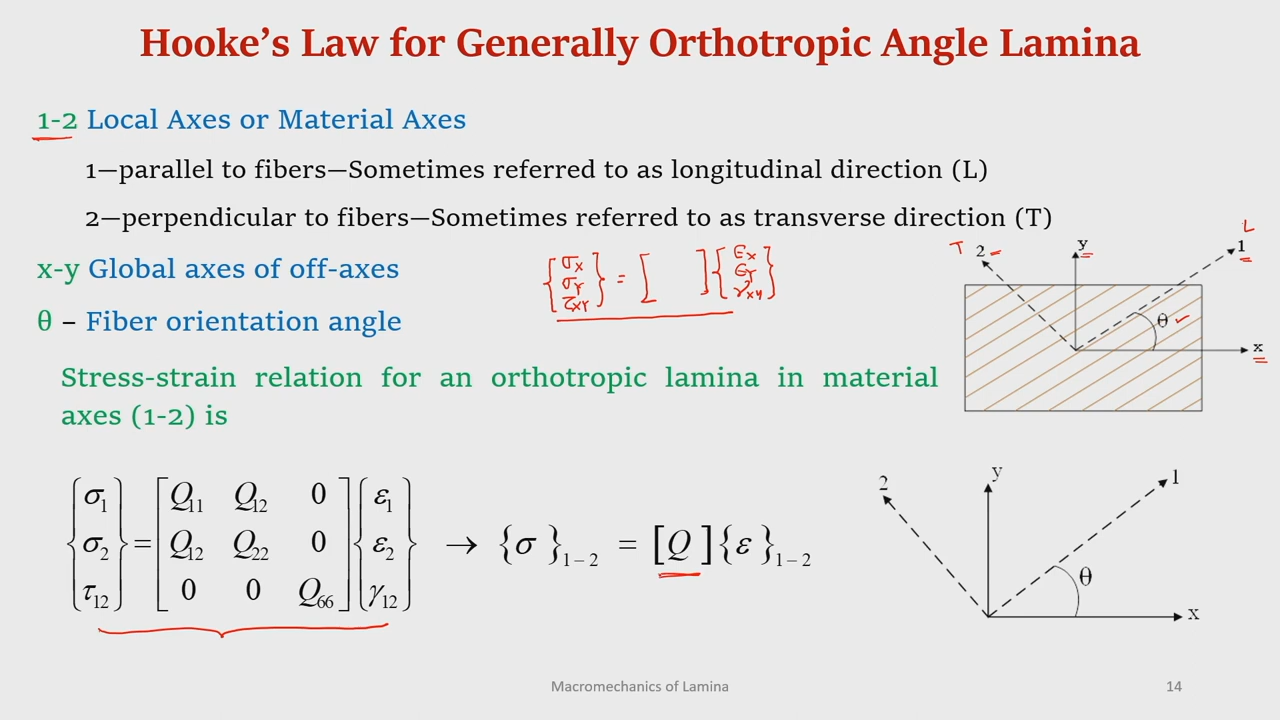 Hooke's Law for Generally Orthotropic Angle Lamina
1-2 Local Axes or Material Axes
1—parallel to fibers—Sometimes referred to as longitudinal direction (L)
2—perpendicular to fibers—Sometimes referred to as transverse direction (T)
x-y Global axes of off-axes
{σx σy τxy} = [ ] {εx εy γxy}
θ – Fiber orientation angle
T 2 y L 1
θ
x
Stress-strain relation for an orthotropic lamina in material
axes (1-2) is
{σ1 σ2 τ12} = [Q11 Q12 0
Q12 Q22 0
0 0 Q66] {ε1 ε2 γ12} → {σ}1-2 = [Q]{ε}1-2
2 y 1
θ
x
Macromechanics of Lamina 14